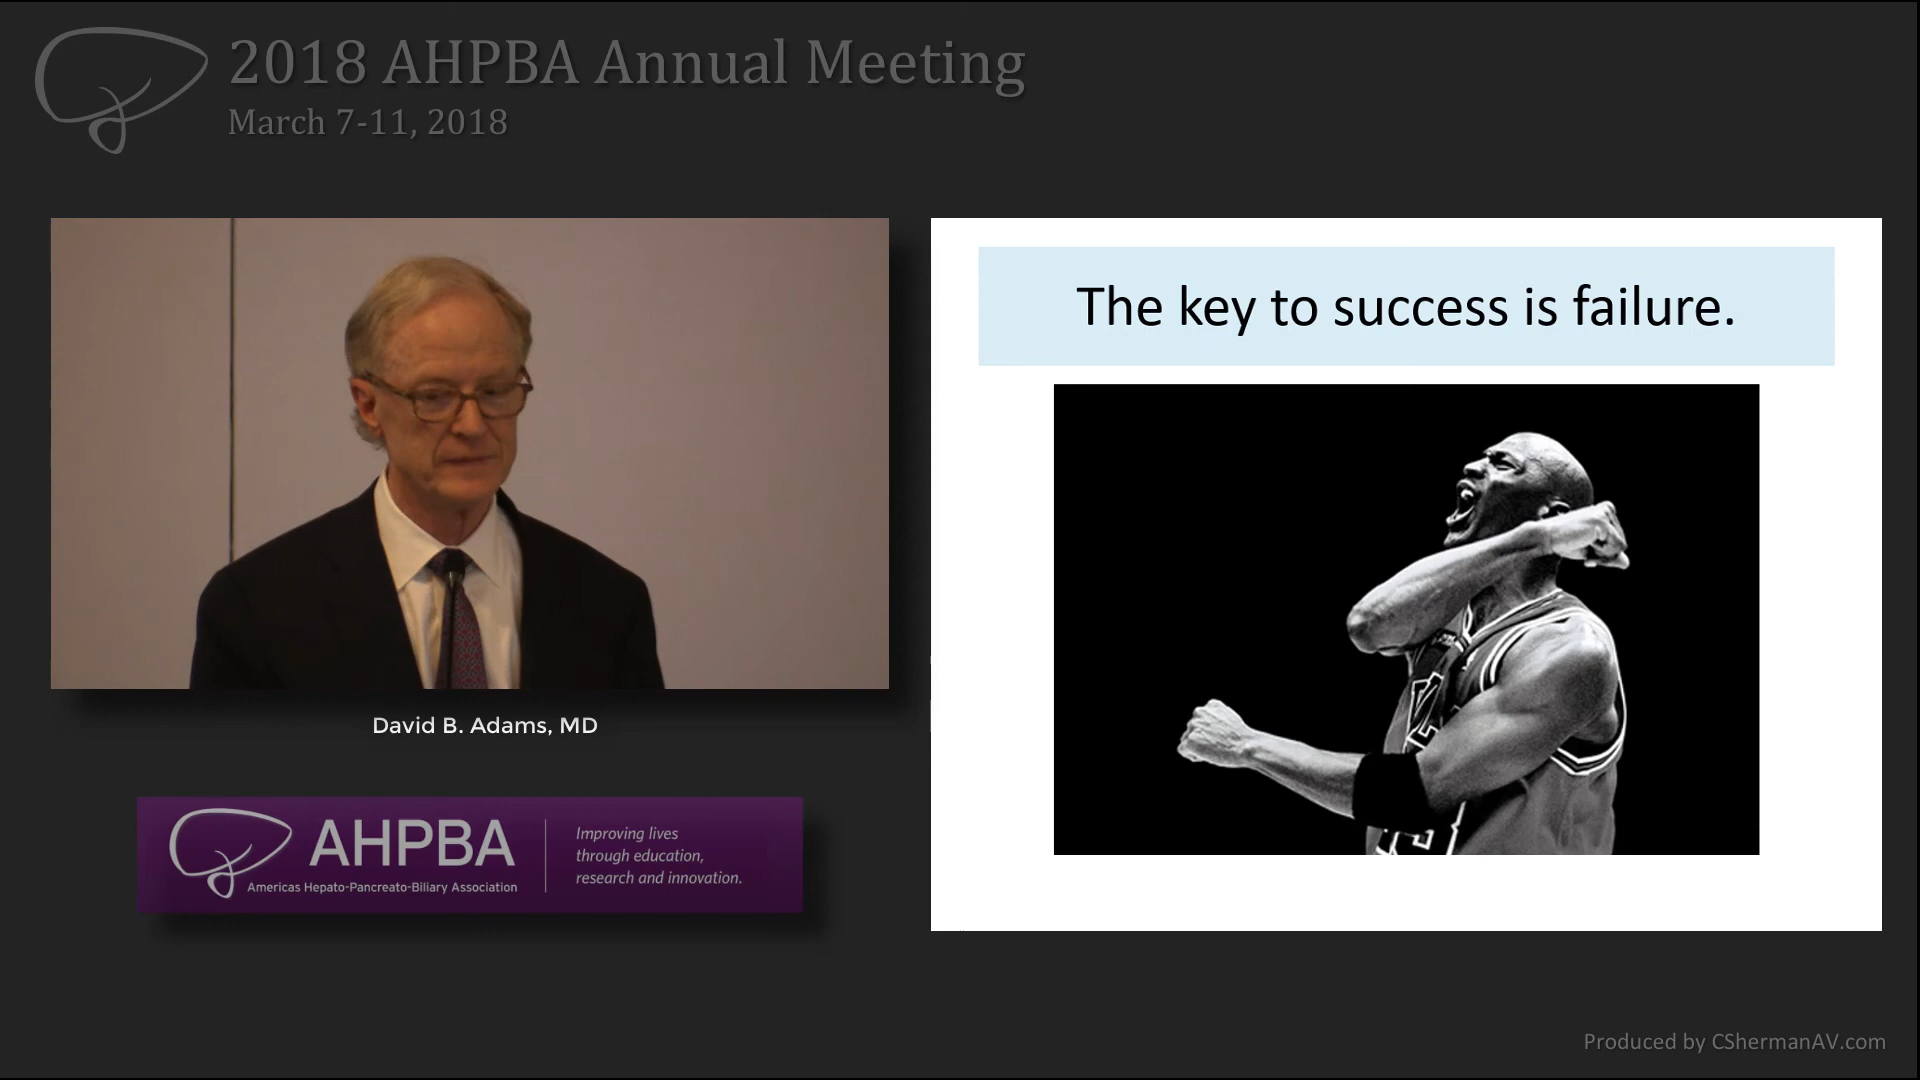 2018 AHPBA Annual Meeting
March 7-11, 2018
The key to success is failure.
David B. Adams, MD
AHPBA
Americas Hepato-Pancreato-Biliary Association
Improving lives
through education,
research and innovation.
Produced by CShermanAV.com